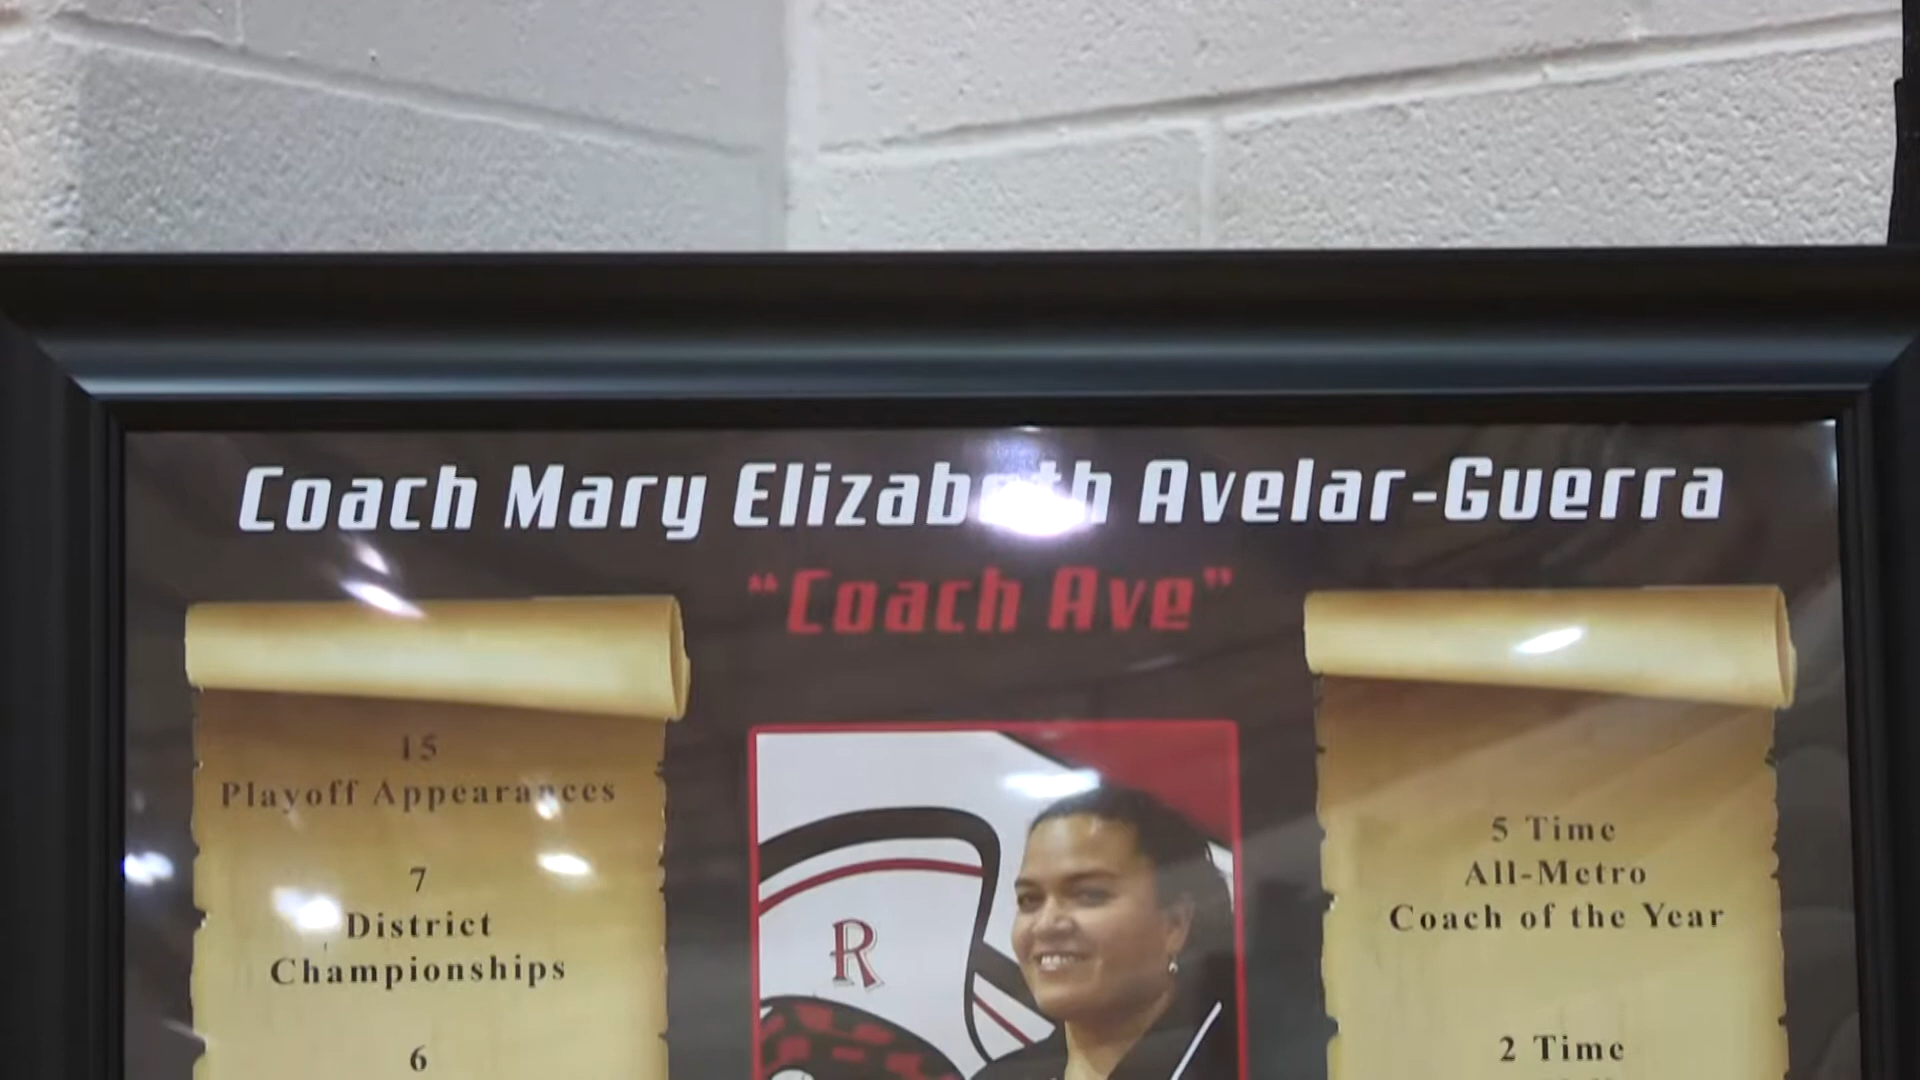 Coach Mary Elizabeth Avelar-Guerra
"Coach Ave"
15
Playoff Appearances
7
District
Championships
6
R
5 Time
All-Metro
Coach of the Year
2 Time